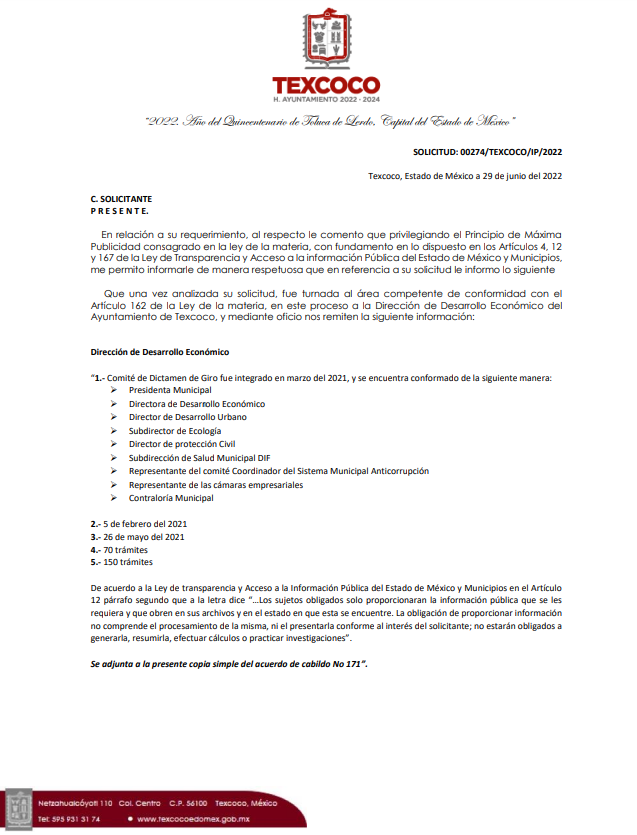 TEXCOCO
H. AYUNTAMIENTO 2022 - 2024
"2022. Año del Quincentenario de Toluca de Lerdo, Capital del Estado de México"
SOLICITUD: 00274/TEXCOCO/IP/2022
Texcoco, Estado de México a 29 de junio del 2022
C. SOLICITANTE
P R E S E N T E.
En relación a su requerimiento, al respecto le comento que privilegiando el Principio de Máxima
Publicidad consagrado en la ley de la materia, con fundamento en lo dispuesto en los Artículos 4, 12
y 167 de la Ley de Transparencia y Acceso a la información Pública del Estado de México y Municipios,
me permito informarle de manera respetuosa que en referencia a su solicitud le informo lo siguiente
Que una vez analizada su solicitud, fue turnada al área competente de conformidad con el
Artículo 162 de la Ley de la materia, en este proceso a la Dirección de Desarrollo Económico del
Ayuntamiento de Texcoco, y mediante oficio nos remiten la siguiente información:
Dirección de Desarrollo Económico
"1.- Comité de Dictamen de Giro fue integrado en marzo del 2021, y se encuentra conformado de la siguiente manera:
➢ Presidenta Municipal
➢ Directora de Desarrollo Económico
➢ Director de Desarrollo Urbano
➢ Subdirector de Ecología
➢ Director de protección Civil
➢ Subdirección de Salud Municipal DIF
➢ Representante del comité Coordinador del Sistema Municipal Anticorrupción
➢ Representante de las cámaras empresariales
➢ Contraloría Municipal
2.- 5 de febrero del 2021
3.- 26 de mayo del 2021
4.- 70 trámites
5.- 150 trámites
De acuerdo a la Ley de transparencia y Acceso a la Información Pública del Estado de México y Municipios en el Artículo
12 párrafo segundo que a la letra dice "...Los sujetos obligados solo proporcionaran la información pública que se les
requiera y que obren en sus archivos y en el estado en que esta se encuentre. La obligación de proporcionar información
no comprende el procesamiento de la misma, ni el presentarla conforme al interés del solicitante; no estarán obligados a
generarla, resumirla, efectuar cálculos o practicar investigaciones".
Se adjunta a la presente copia simple del acuerdo de cabildo No 171".
Netzahualcóyotl 110 Col. Centro C.P. 56100 Texcoco, México
Tel: 595 931 31 74 • www.texcocoedomex.gob.mx